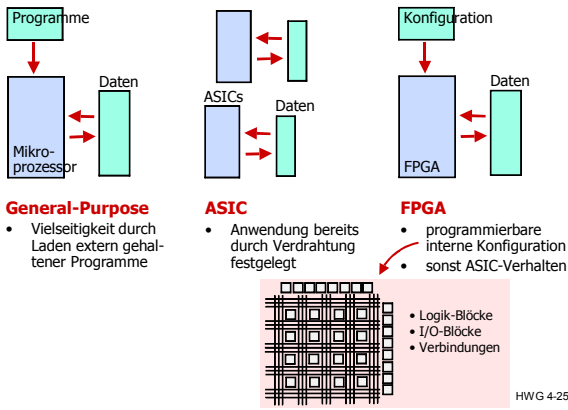 Programme
Daten
Mikro-
prozessor
General-Purpose
• Vielseitigkeit durch
Laden extern gehal-
tener Programme
ASICs
Daten
ASIC
• Anwendung bereits
durch Verdrahtung
festgelegt
Konfiguration
Daten
FPGA
FPGA
• programmierbare
interne Konfiguration
• sonst ASIC-Verhalten
• Logik-Blöcke
• I/O-Blöcke
• Verbindungen
HWG 4-25